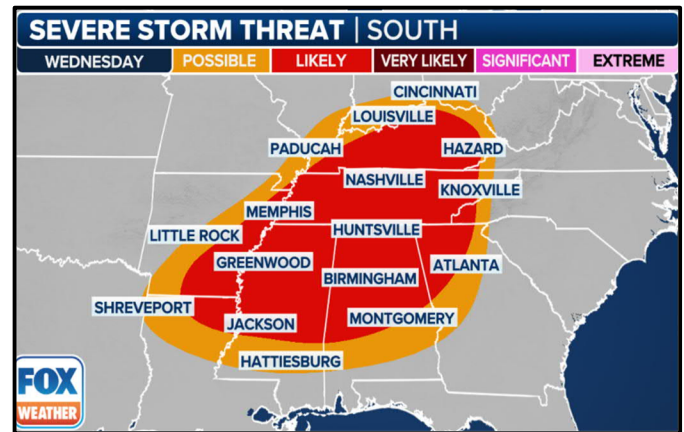 SEVERE STORM THREAT | SOUTH
WEDNESDAY POSSIBLE LIKELY VERY LIKELY SIGNIFICANT EXTREME
CINCINNATI
LOUISVILLE
PADUCAH
HAZARD
NASHVILLE
KNOXVILLE
MEMPHIS
LITTLE ROCK
HUNTSVILLE
GREENWOOD
ATLANTA
BIRMINGHAM
SHREVEPORT
JACKSON
MONTGOMERY
HATTIESBURG
FOX
WEATHER